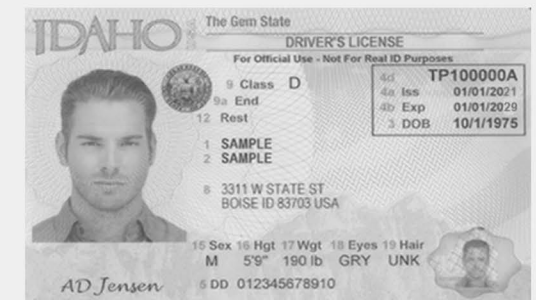 IDAHO
The Gem State
DRIVER'S LICENSE
For Official Use - Not For Real ID Purposes
9 Class D
9a End
12 Rest
4d TP100000A
4a Iss 01/01/2021
4b Exp 01/01/2029
3 DOB 10/1/1975
1 SAMPLE
2 SAMPLE
8 3311 W STATE ST
BOISE ID 83703 USA
15 Sex 16 Hgt 17 Wgt 18 Eyes 19 Hair
M 5'9" 190 lb GRY UNK
5 DD 012345678910
AD Jensen